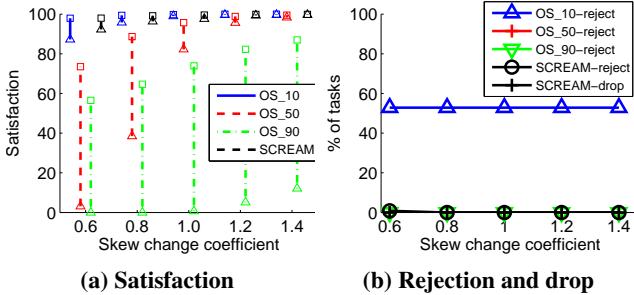 100
80
60
40
20
0
Satisfaction
OS_10
OS_50
OS_90
SCREAM
0.6 0.8 1.0 1.2 1.4
Skew change coefficient
(a) Satisfaction
100
80
60
40
20
0
% of tasks
OS_10−reject
OS_50−reject
OS_90−reject
SCREAM−reject
SCREAM−drop
0.6 0.8 1 1.2 1.4
Skew change coefficient
(b) Rejection and drop